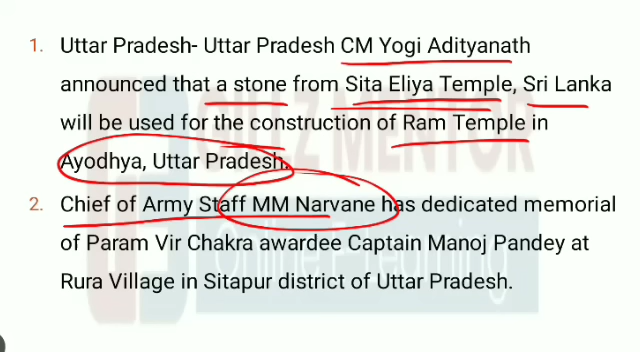 1. Uttar Pradesh- Uttar Pradesh CM Yogi Adityanath
announced that a stone from Sita Eliya Temple, Sri Lanka
will be used for the construction of Ram Temple in
Ayodhya, Uttar Pradesh.
2. Chief of Army Staff MM Narvane has dedicated memorial
of Param Vir Chakra awardee Captain Manoj Pandey at
Rura Village in Sitapur district of Uttar Pradesh.